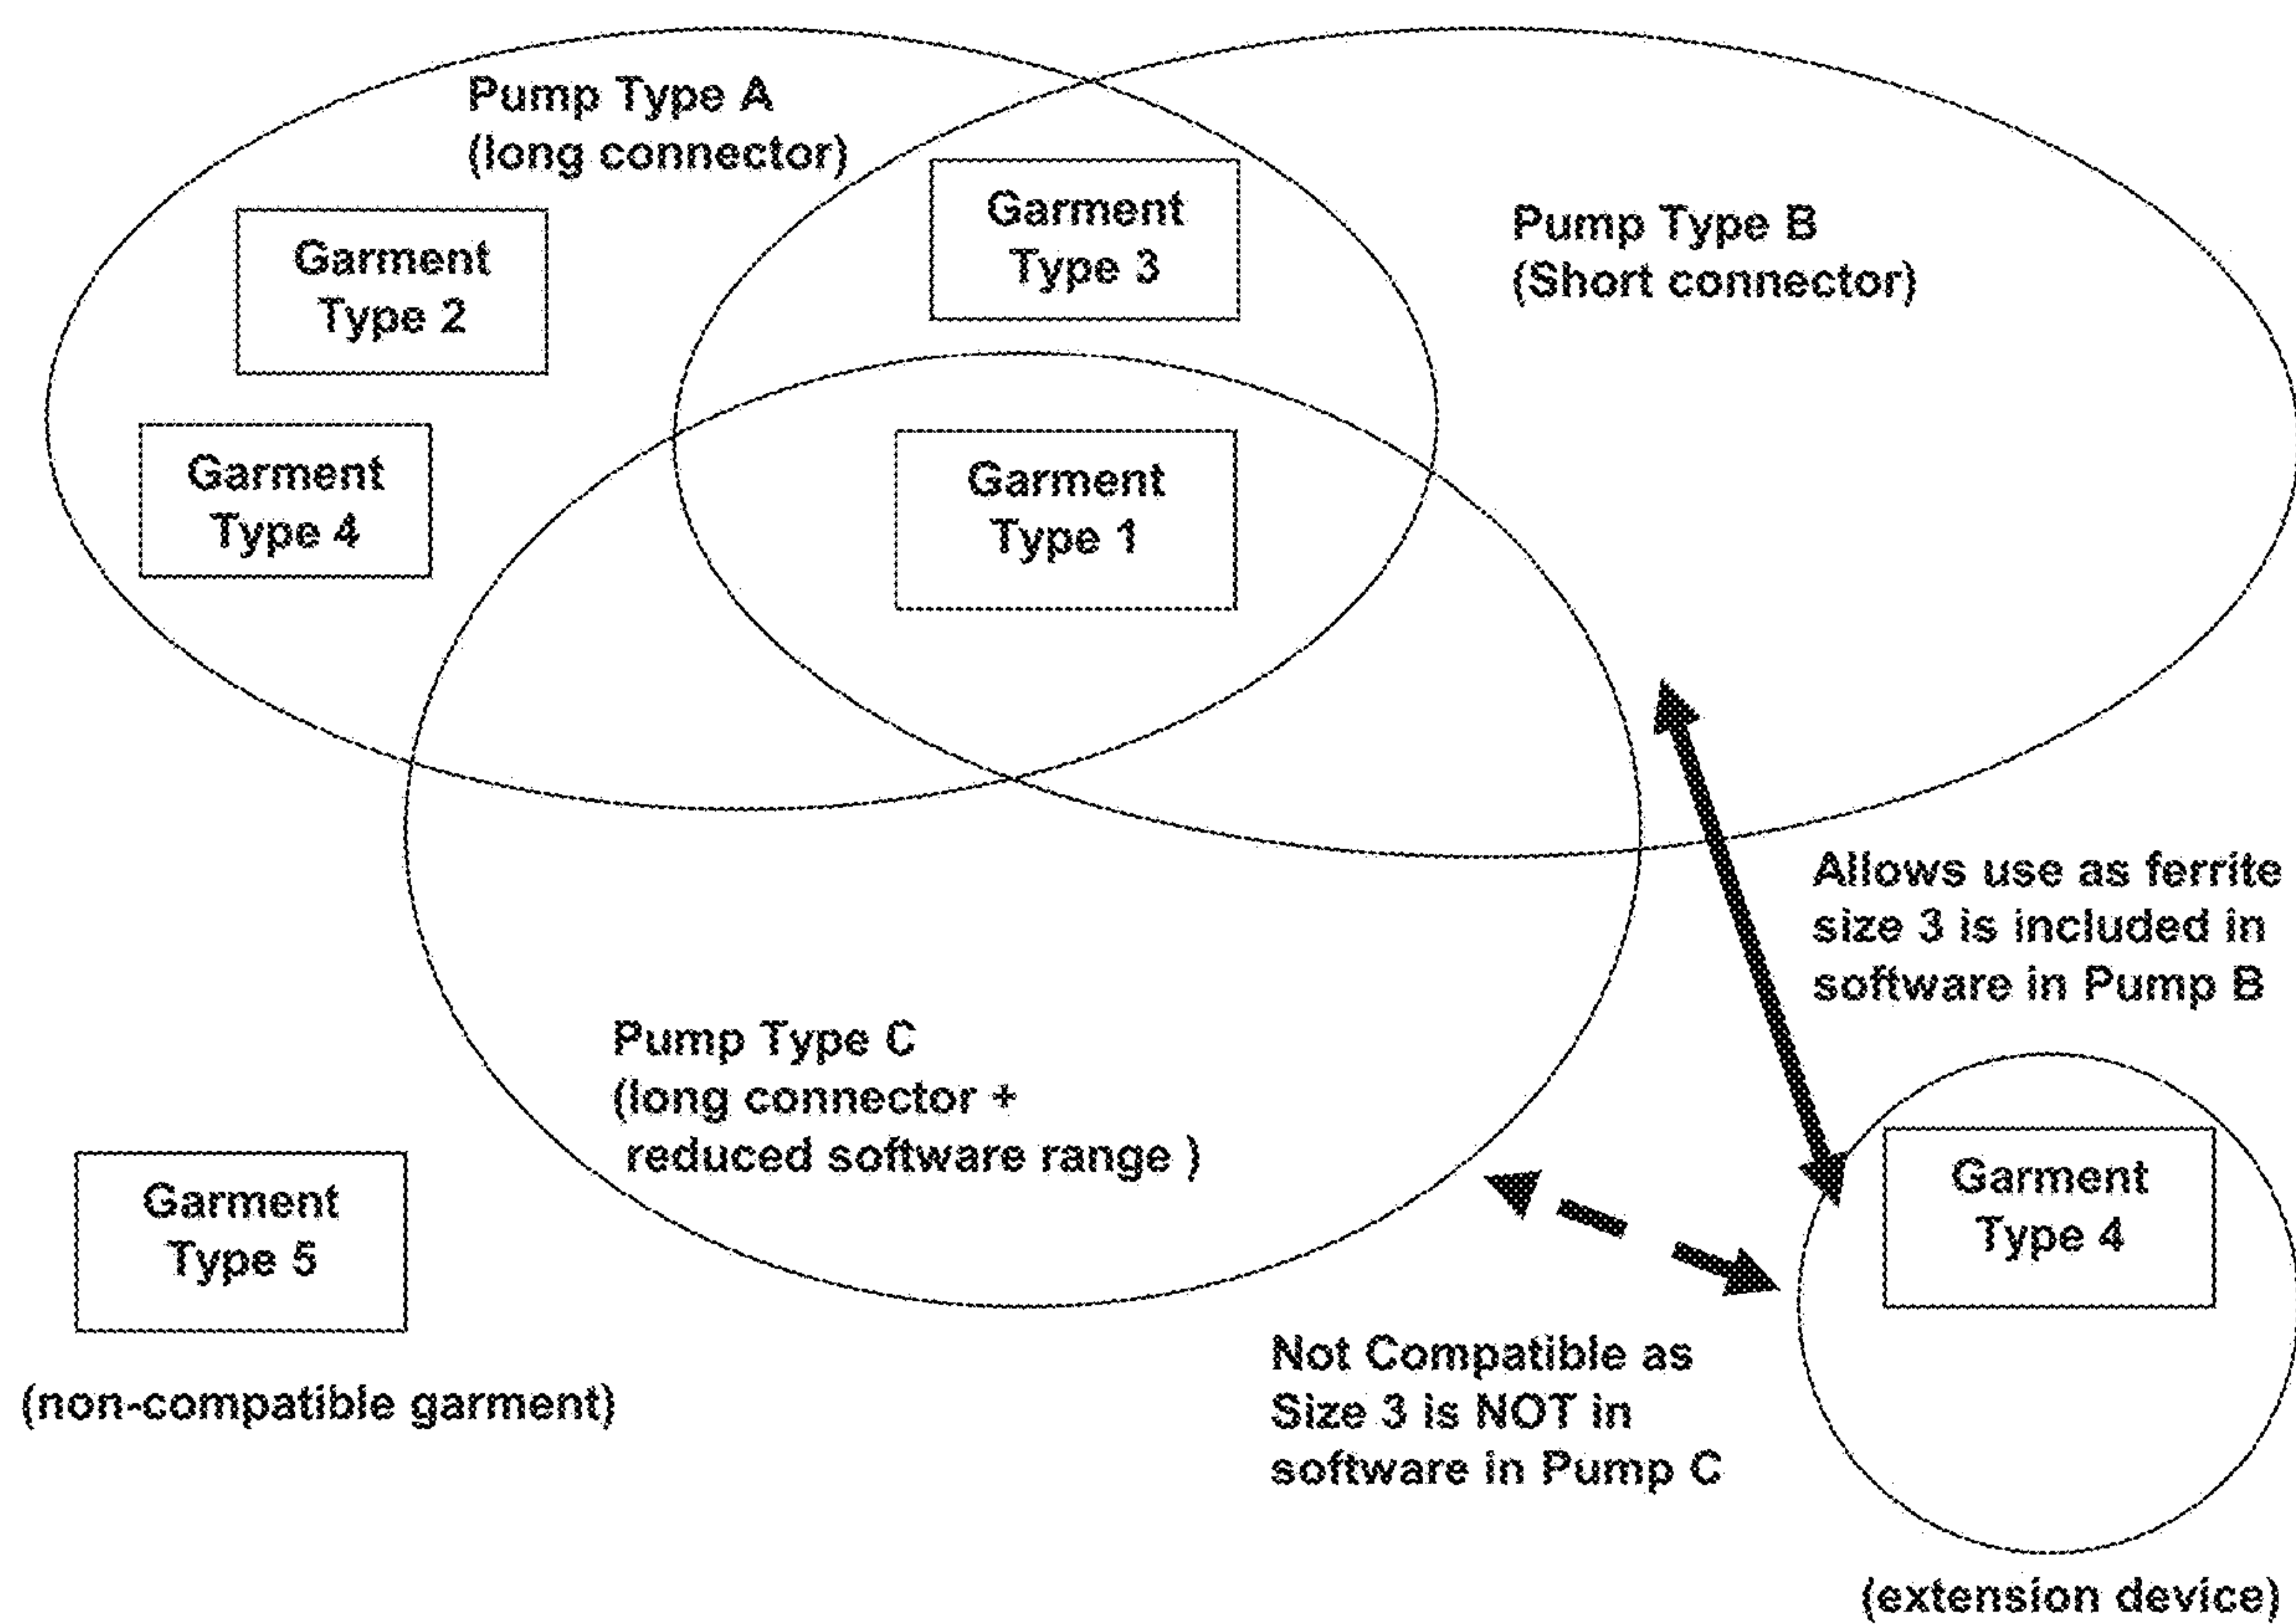 Pump Type A
(long connector)
Garment
Type 3
Pump Type B
(Short connector)
Garment
Type 2
Garment
Type 4
Garment
Type 1
Allows use as ferrite
size 3 is included in
software in Pump B
Pump Type C
(long connector +
reduced software range )
Garment
Type 5
(non-compatible garment)
Garment
Type 4
Not Compatible as
Size 3 is NOT in
software in Pump C
(extension device)